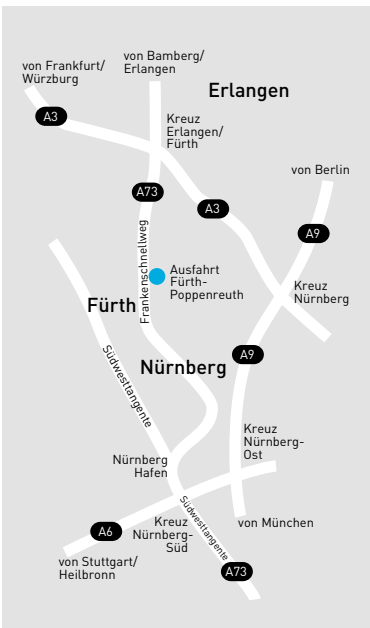 von Bamberg/
Erlangen
von Frankfurt/
Würzburg
Erlangen
A3
Kreuz
Erlangen/
Fürth
von Berlin
A73
A3
A9
Frankenschnellweg
Ausfahrt
Fürth-
Poppenreuth
Kreuz
Nürnberg
Fürth
A9
Nürnberg
Südwesttangente
Kreuz
Nürnberg-
Ost
Nürnberg
Hafen
Südwesttangente
Kreuz
Nürnberg-
Süd
von München
A6
von Stuttgart/
Heilbronn
A73